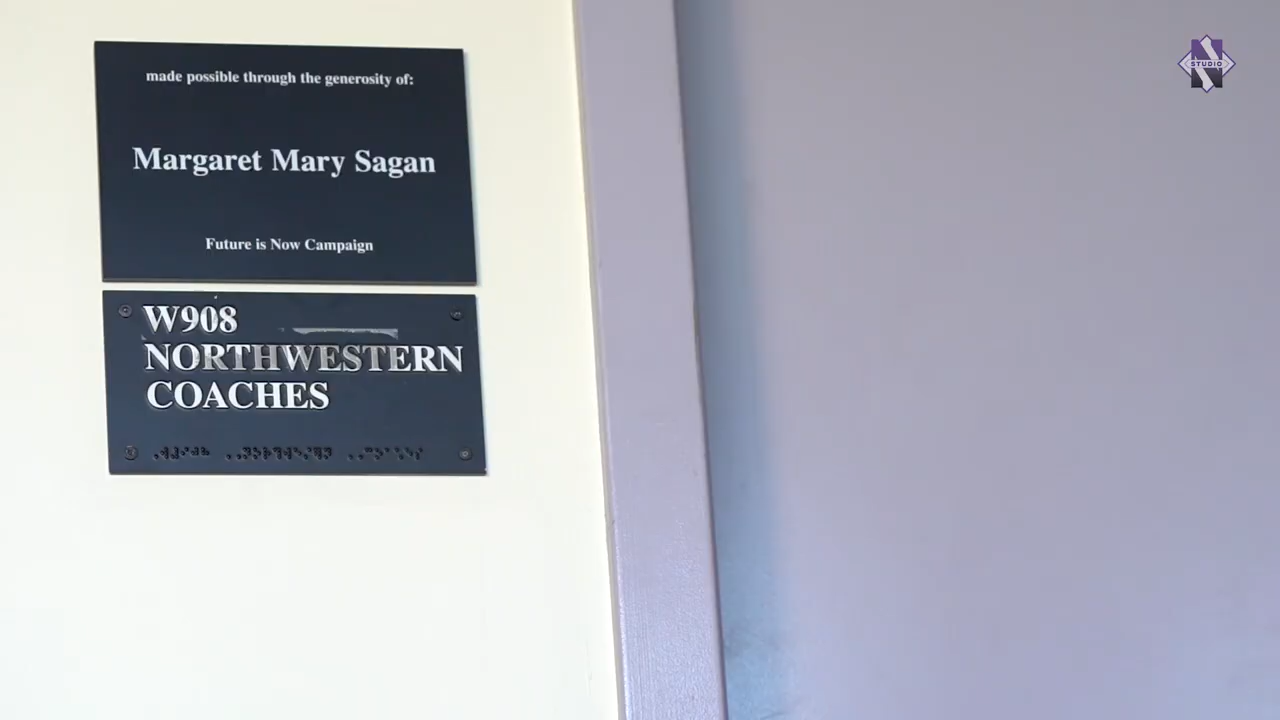 made possible through the generosity of:
Margaret Mary Sagan
Future is Now Campaign
W908
NORTHWESTERN
COACHES
N
STUDIO